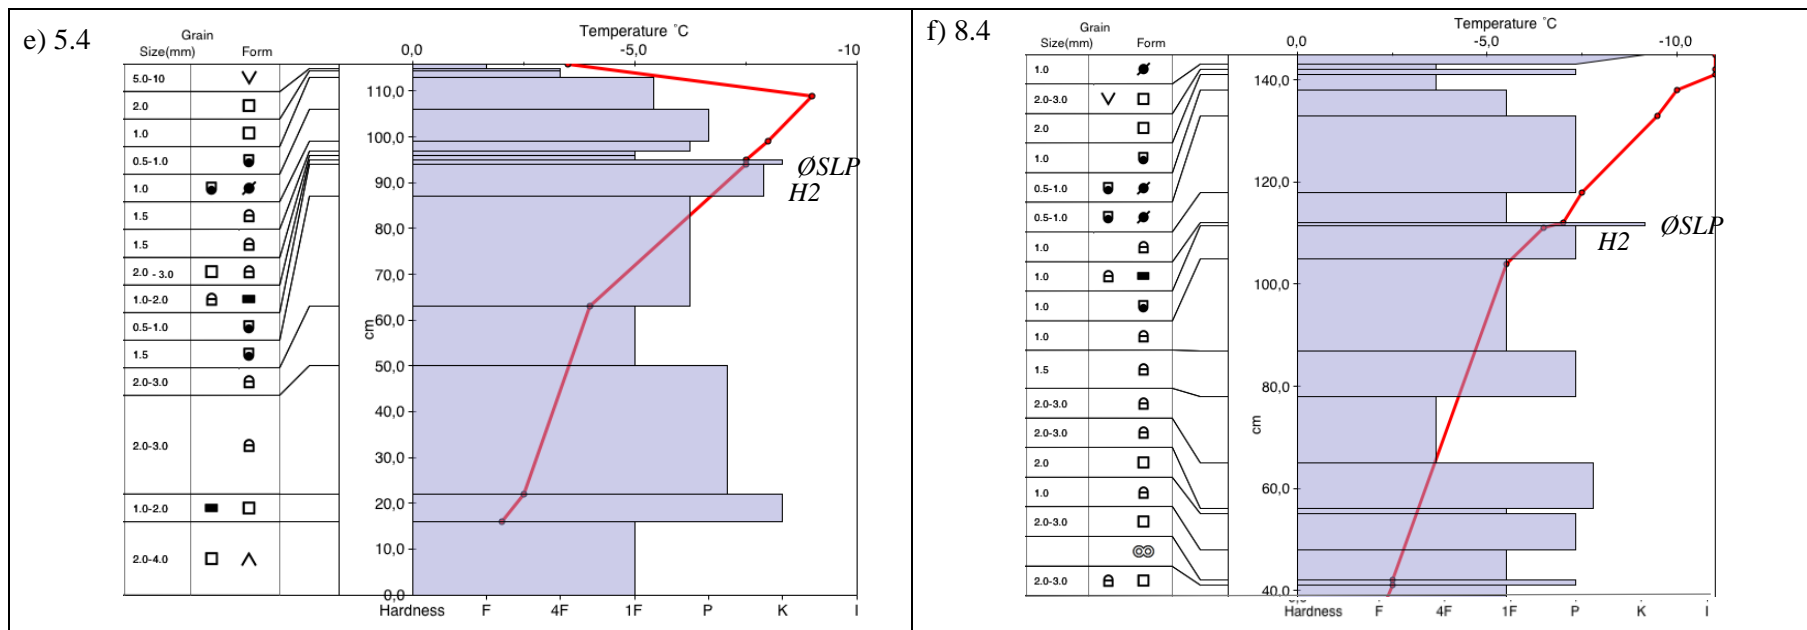 e) 5.4
Grain
Size(mm) Form
Temperature °C
0,0 -5,0 -10
5.0-10
2.0
1.0
0.5-1.0
1.0
1.5
1.5
2.0 - 3.0
1.0-2.0
0.5-1.0
1.5
2.0-3.0
2.0-3.0
1.0-2.0
2.0-4.0
110,0
100,0
90,0
80,0
70,0
60,0
50,0
40,0
30,0
20,0
10,0
0,0
cm
ØSLP
H2
Hardness F 4F 1F P K I
f) 8.4
Grain
Size(mm) Form
Temperature °C
0,0 -5,0 -10,0
1.0
2.0-3.0
2.0
1.0
0.5-1.0
0.5-1.0
1.0
1.0
1.0
1.0
1.5
2.0-3.0
2.0-3.0
2.0
1.0
2.0-3.0
2.0-3.0
140,0
120,0
100,0
80,0
60,0
40,0
cm
H2 ØSLP
Hardness F 4F 1F P K I